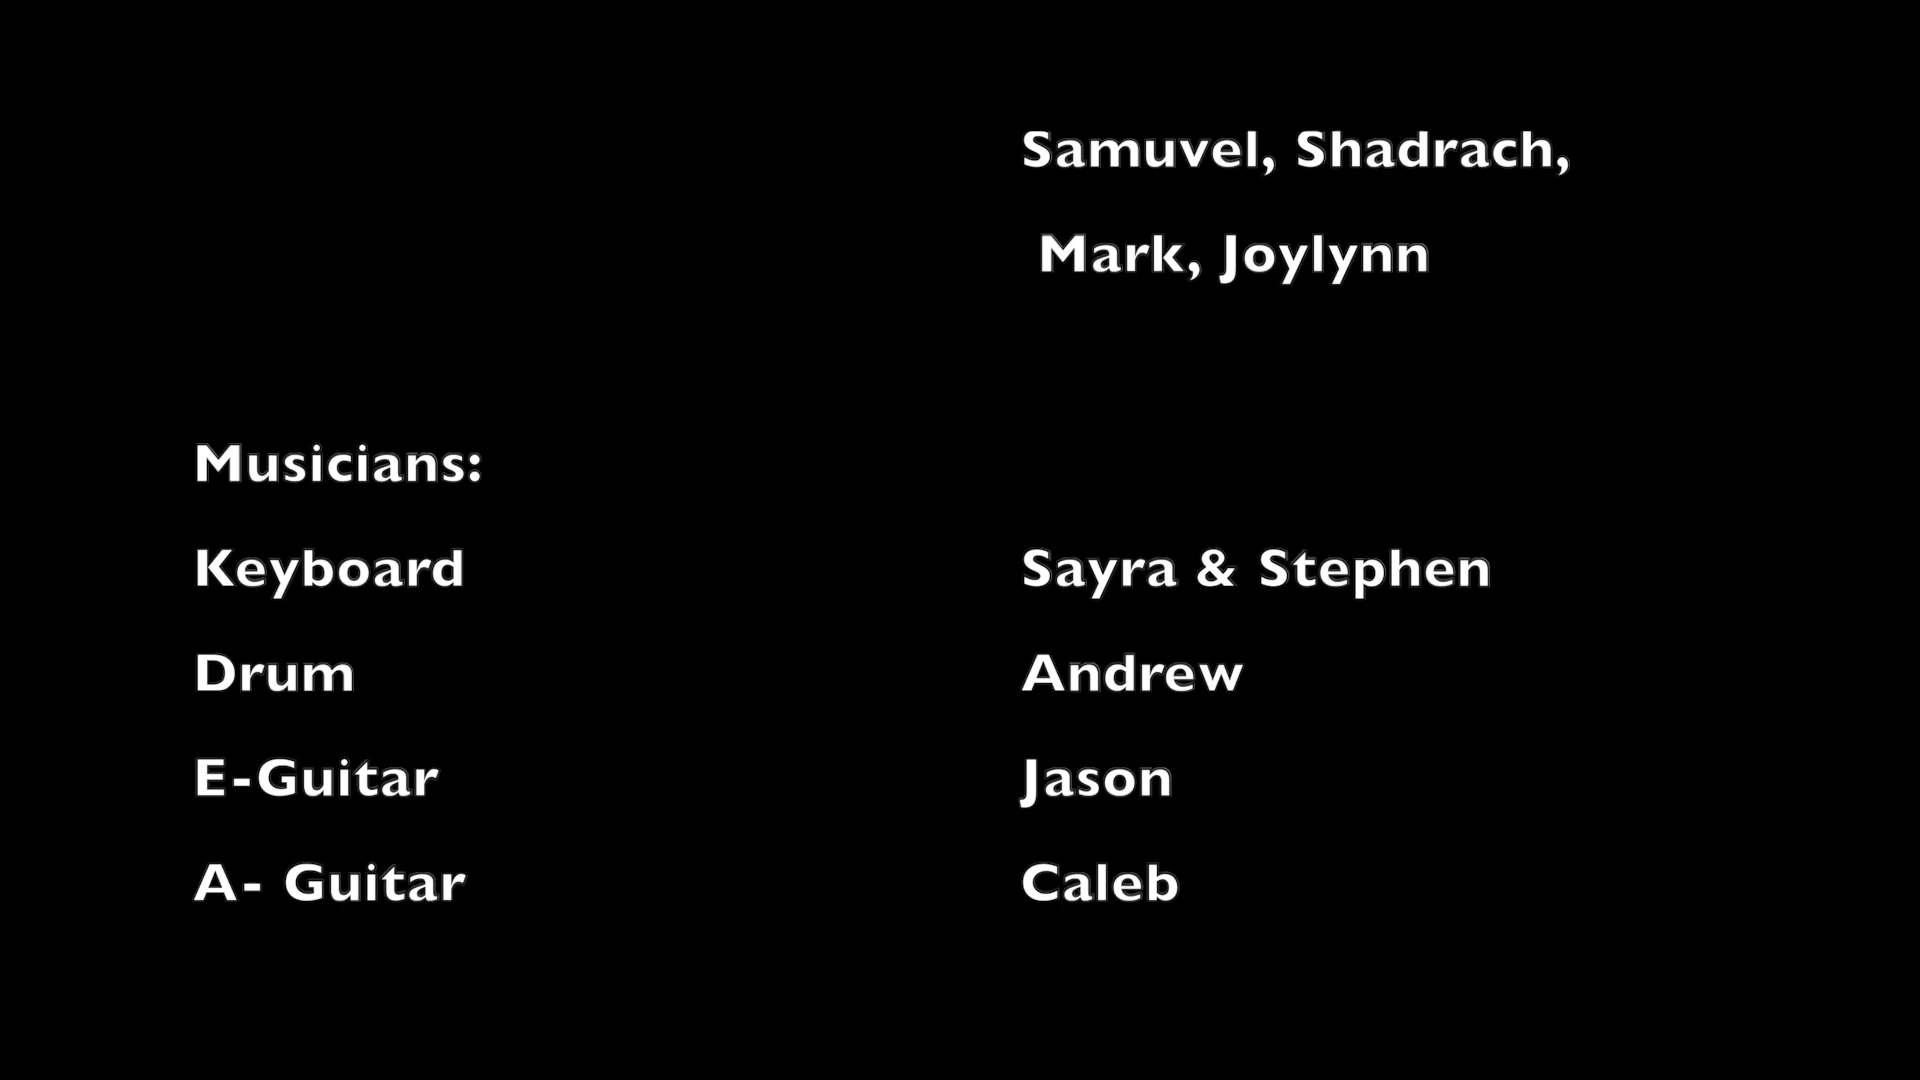 Samuvel, Shadrach,
Mark, Joylynn
Musicians:
Keyboard Sayra & Stephen
Drum Andrew
E-Guitar Jason
A- Guitar Caleb